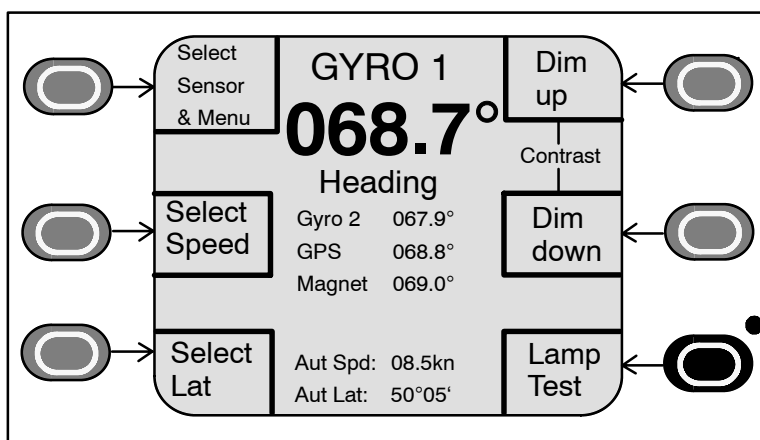 Select
Sensor
& Menu
GYRO 1
068.7°
Heading
Dim
up
Contrast
Select
Speed
Gyro 2 067.9°
GPS 068.8°
Magnet 069.0°
Dim
down
Select
Lat
Aut Spd: 08.5kn
Aut Lat: 50°05‘
Lamp
Test